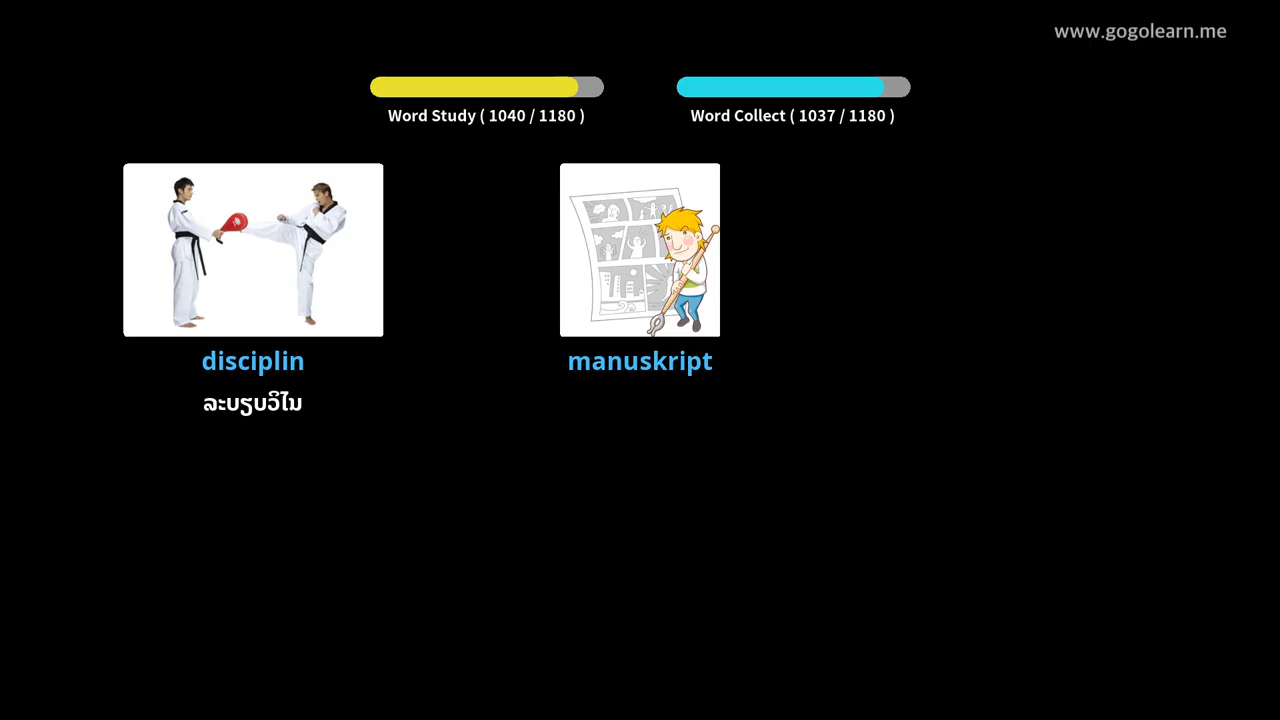 www.gogolearn.me
Word Study ( 1040 / 1180 )
Word Collect ( 1037 / 1180 )
disciplin
manuskript
ລະບຽບວິໄນ